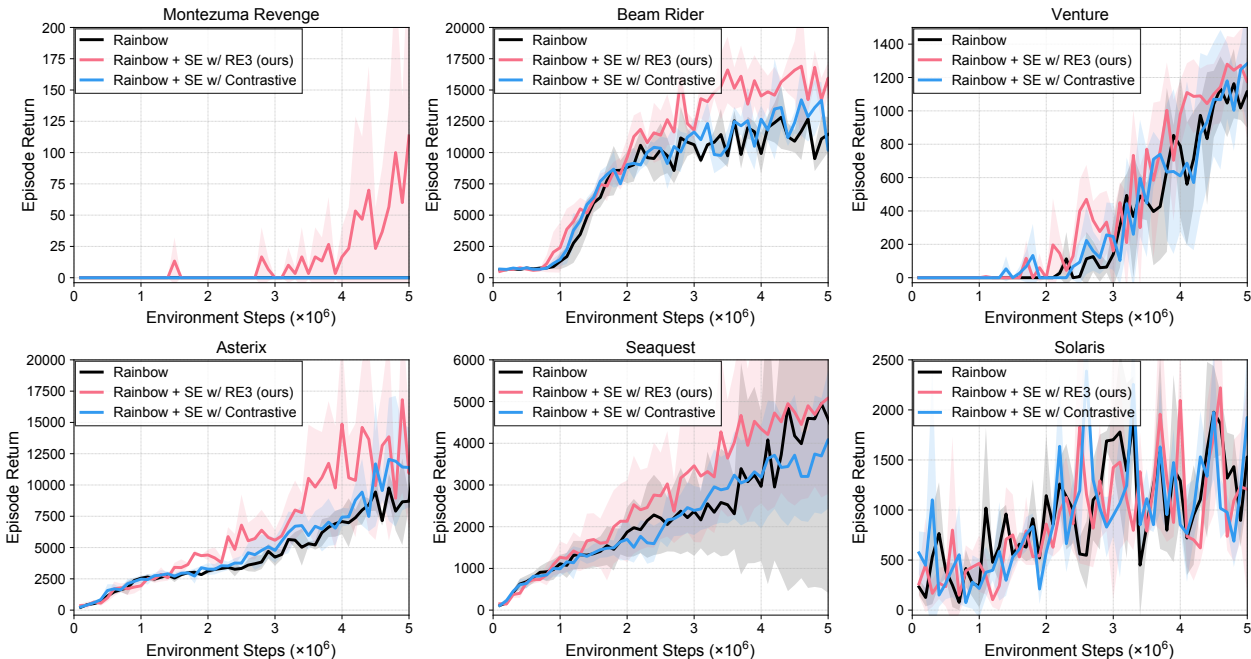 Montezuma Revenge
Rainbow
Rainbow + SE w/ RE3 (ours)
Rainbow + SE w/ Contrastive
Episode Return
200
175
150
125
100
75
50
25
0
0 1 2 3 4 5
Environment Steps (×10⁶)
Beam Rider
Rainbow
Rainbow + SE w/ RE3 (ours)
Rainbow + SE w/ Contrastive
Episode Return
20000
17500
15000
12500
10000
7500
5000
2500
0
0 1 2 3 4 5
Environment Steps (×10⁶)
Venture
Rainbow
Rainbow + SE w/ RE3 (ours)
Rainbow + SE w/ Contrastive
Episode Return
1400
1200
1000
800
600
400
200
0
0 1 2 3 4 5
Environment Steps (×10⁶)
Asterix
Rainbow
Rainbow + SE w/ RE3 (ours)
Rainbow + SE w/ Contrastive
Episode Return
20000
17500
15000
12500
10000
7500
5000
2500
0
0 1 2 3 4 5
Environment Steps (×10⁶)
Seaquest
Rainbow
Rainbow + SE w/ RE3 (ours)
Rainbow + SE w/ Contrastive
Episode Return
6000
5000
4000
3000
2000
1000
0
0 1 2 3 4 5
Environment Steps (×10⁶)
Solaris
Rainbow
Rainbow + SE w/ RE3 (ours)
Rainbow + SE w/ Contrastive
Episode Return
2500
2000
1500
1000
500
0
0 1 2 3 4 5
Environment Steps (×10⁶)